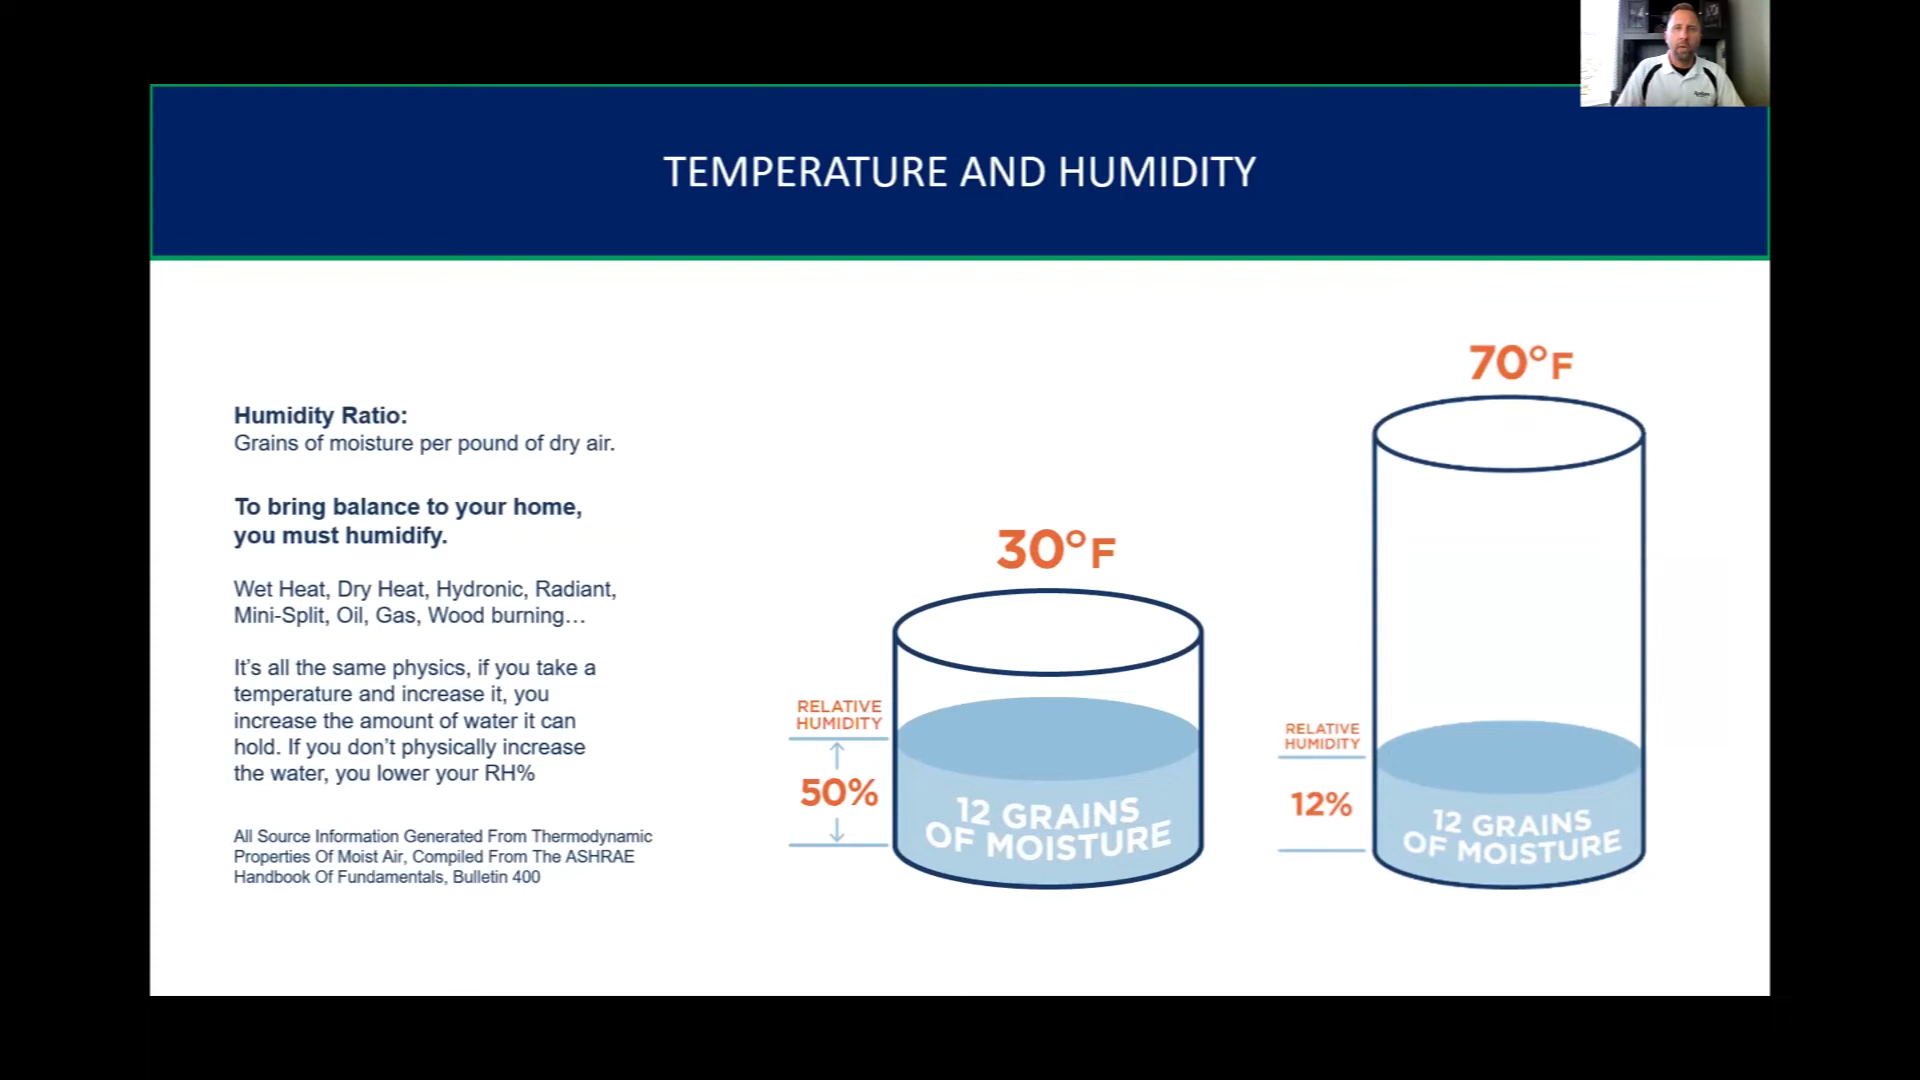 TEMPERATURE AND HUMIDITY
Humidity Ratio:
Grains of moisture per pound of dry air.
To bring balance to your home,
you must humidify.
Wet Heat, Dry Heat, Hydronic, Radiant,
Mini-Split, Oil, Gas, Wood burning…
It’s all the same physics, if you take a
temperature and increase it, you
increase the amount of water it can
hold. If you don’t physically increase
the water, you lower your RH%
All Source Information Generated From Thermodynamic
Properties Of Moist Air, Compiled From The ASHRAE
Handbook Of Fundamentals, Bulletin 400
30°F
RELATIVE
HUMIDITY
50%
12 GRAINS
OF MOISTURE
70°F
RELATIVE
HUMIDITY
12%
12 GRAINS
OF MOISTURE